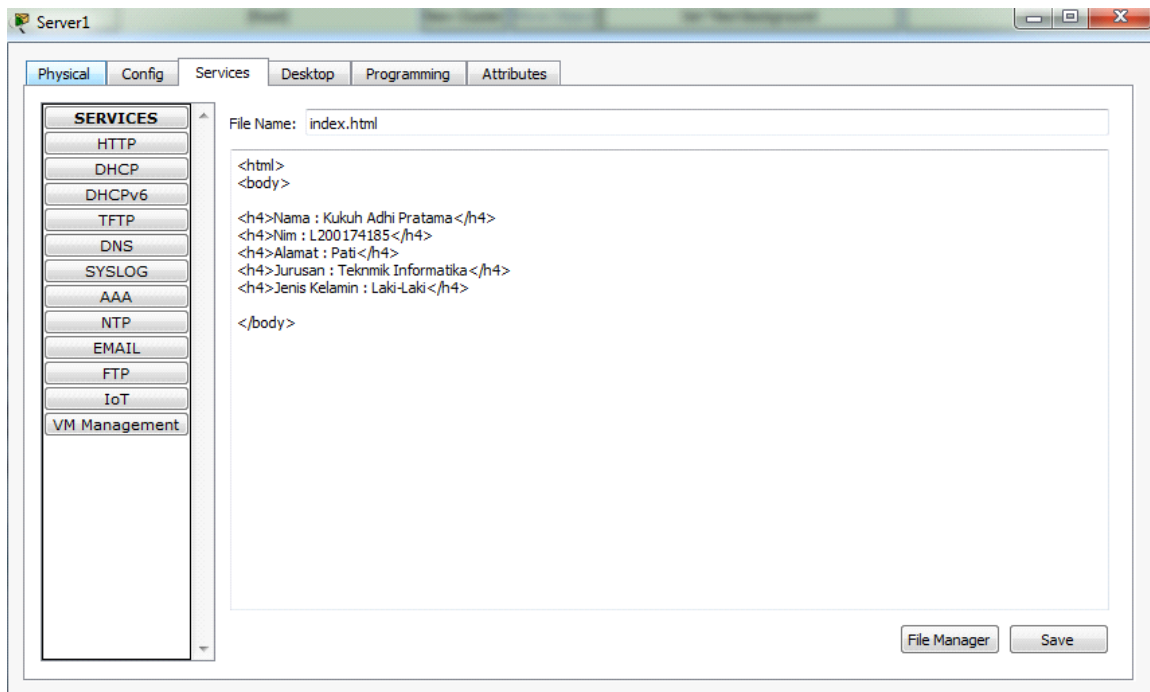 Server1
Physical Config Services Desktop Programming Attributes
SERVICES
HTTP
DHCP
DHCPv6
TFTP
DNS
SYSLOG
AAA
NTP
EMAIL
FTP
IoT
VM Management
File Name: index.html
<html>
<body>
<h4>Nama : Kukuh Adhi Pratama</h4>
<h4>Nim : L200174185</h4>
<h4>Alamat : Pati</h4>
<h4>Jurusan : Teknmik Informatika</h4>
<h4>Jenis Kelamin : Laki-Laki</h4>
</body>
File Manager Save